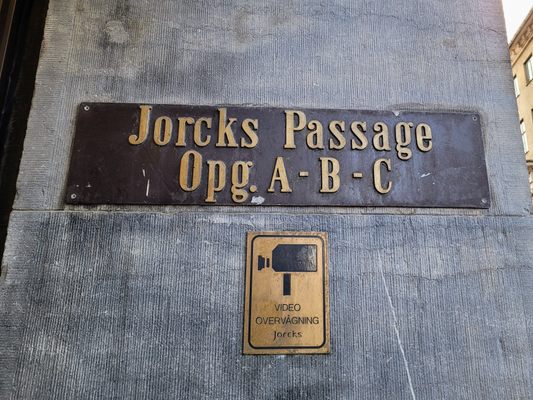 Jorcks Passage
Opg. A - B - C
VIDEO
OVERVÅGNING
Jorcks